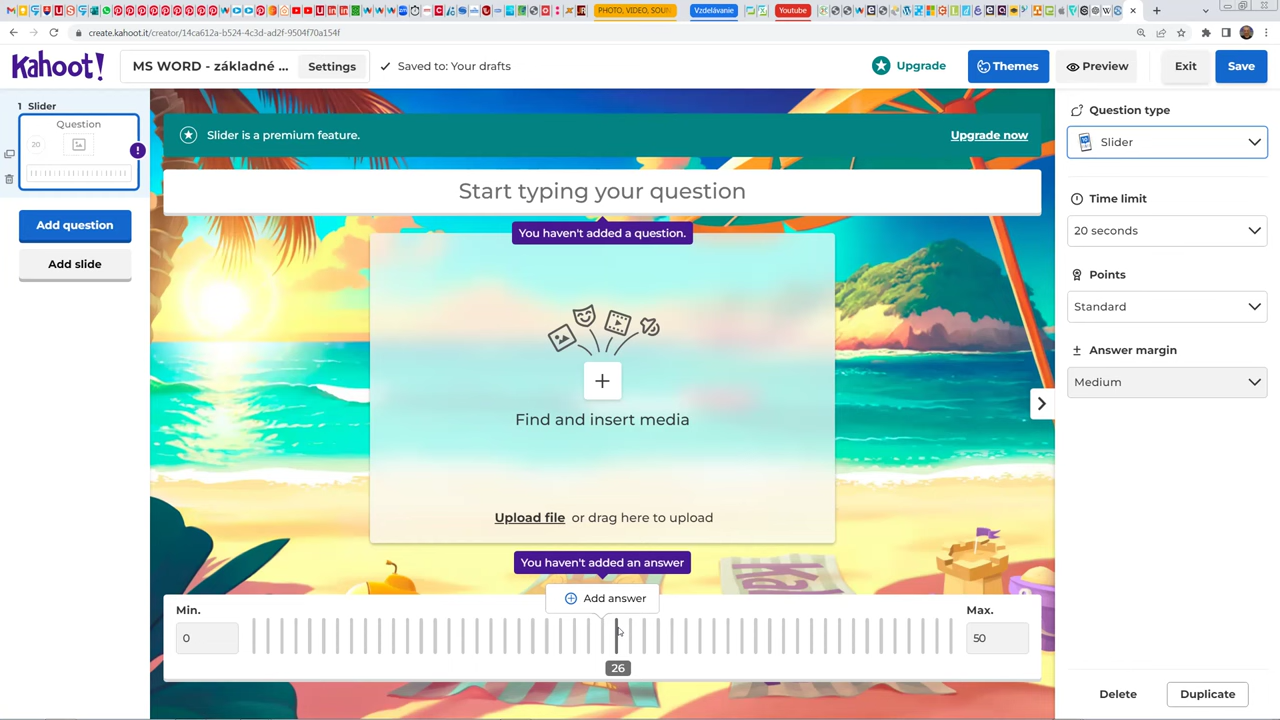 PHOTO, VIDEO, SOUN
Vzdelávanie
Youtube
create.kahoot.it/creator/14ca612a-b524-4c3d-ad2f-9504f70a154f
Kahoot!
MS WORD - základné ...
Settings
Saved to: Your drafts
Upgrade
Themes
Preview
Exit
Save
1 Slider
Question
20
Add question
Add slide
Slider is a premium feature.
Upgrade now
Start typing your question
You haven't added a question.
Find and insert media
Upload file or drag here to upload
You haven't added an answer
Add answer
Min.
0
26
Max.
50
Question type
Slider
Time limit
20 seconds
Points
Standard
Answer margin
Medium
Delete
Duplicate